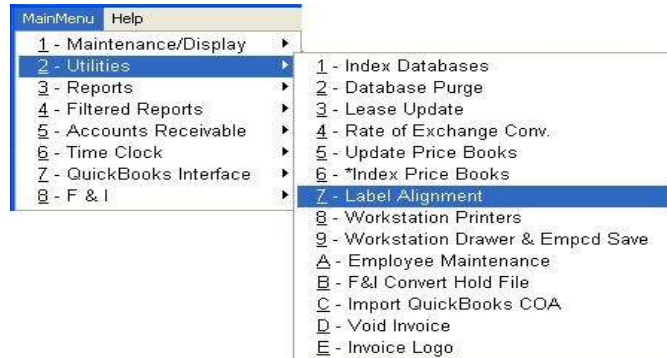 MainMenu Help
1 - Maintenance/Display
2 - Utilities
3 - Reports
4 - Filtered Reports
5 - Accounts Receivable
6 - Time Clock
7 - QuickBooks Interface
8 - F & I
1 - Index Databases
2 - Database Purge
3 - Lease Update
4 - Rate of Exchange Conv.
5 - Update Price Books
6 - *Index Price Books
7 - Label Alignment
8 - Workstation Printers
9 - Workstation Drawer & Empcd Save
A - Employee Maintenance
B - F&I Convert Hold File
C - Import QuickBooks COA
D - Void Invoice
E - Invoice Logo